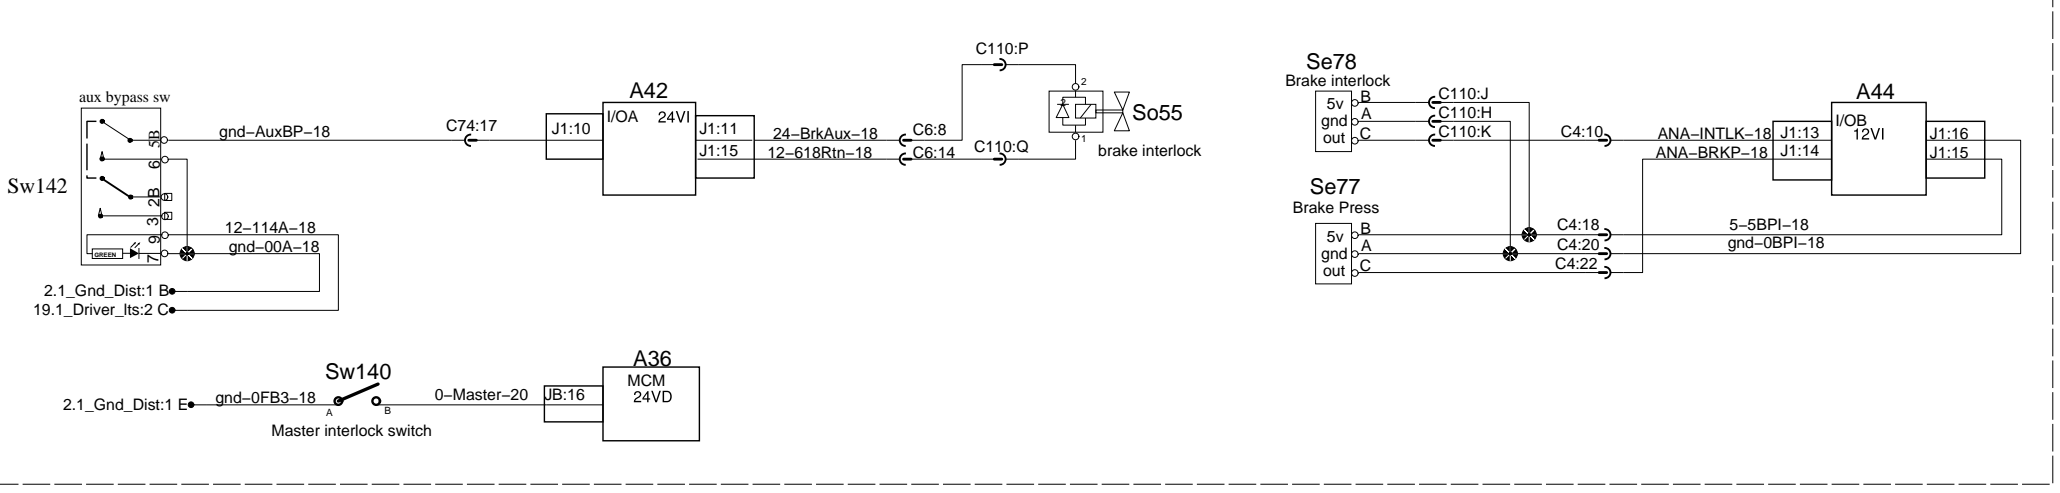 aux bypass sw
Sw142
5B
6
2B
3
9
7
GREEN
gnd-AuxBP-18
C74:17
12-114A-18
gnd-00A-18
2.1_Gnd_Dist:1 B
19.1_Driver_lts:2 C
A42
I/OA 24VI
J1:10
J1:11
J1:15
24-BrkAux-18
12-618Rtn-18
C6:8
C6:14
C110:P
C110:Q
2
1
So55
brake interlock
Se78
Brake interlock
5v B
gnd A
out C
C110:J
C110:H
C110:K
C4:10
ANA-INTLK-18
ANA-BRKP-18
A44
I/OB
12VI
J1:13
J1:14
J1:16
J1:15
Se77
Brake Press
5v B
gnd A
out C
C4:18
C4:20
C4:22
5-5BPI-18
gnd-0BPI-18
2.1_Gnd_Dist:1 E
gnd-0FB3-18
Sw140
A
B
Master interlock switch
0-Master-20
JB:16
A36
MCM
24VD